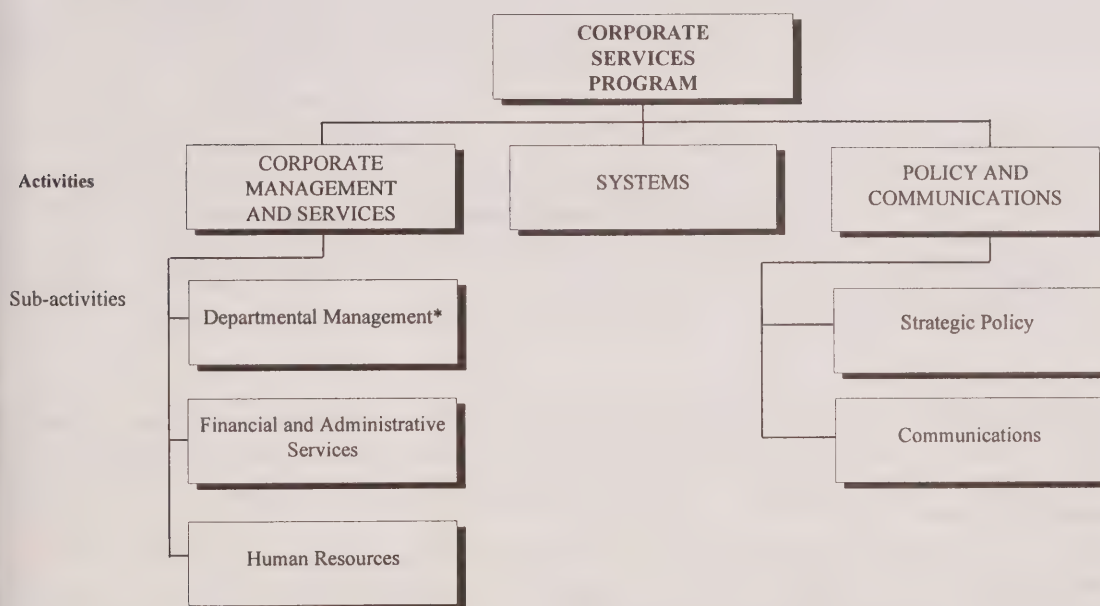 CORPORATE
SERVICES
PROGRAM
Activities
CORPORATE
MANAGEMENT
AND SERVICES
SYSTEMS
POLICY AND
COMMUNICATIONS
Sub-activities
Departmental Management*
Strategic Policy
Financial and Administrative
Services
Communications
Human Resources